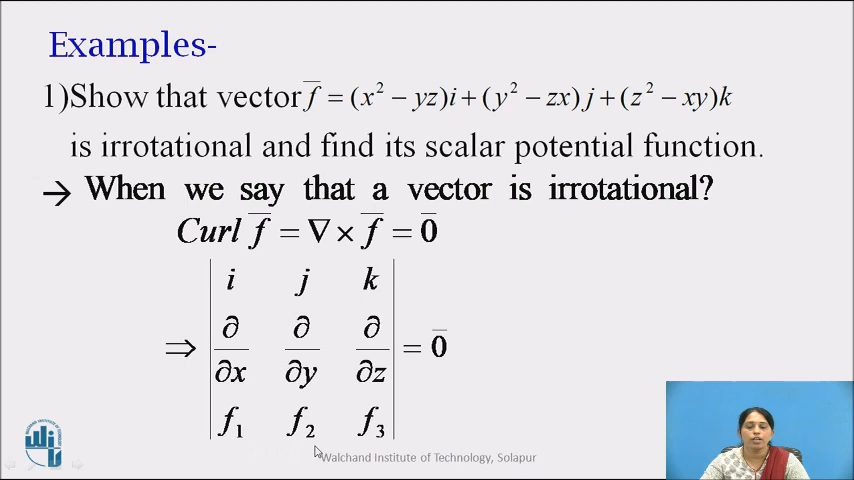 Examples-
1)Show that vector f̅ = (x² − yz)i + (y² − zx)j + (z² − xy)k
is irrotational and find its scalar potential function.
→ When we say that a vector is irrotational?
Curl f̅ = ∇ × f̅ = 0̅
⇒ | i j k |
| ∂/∂x ∂/∂y ∂/∂z | = 0̅
| f₁ f₂ f₃ |
Walchand Institute of Technology, Solapur